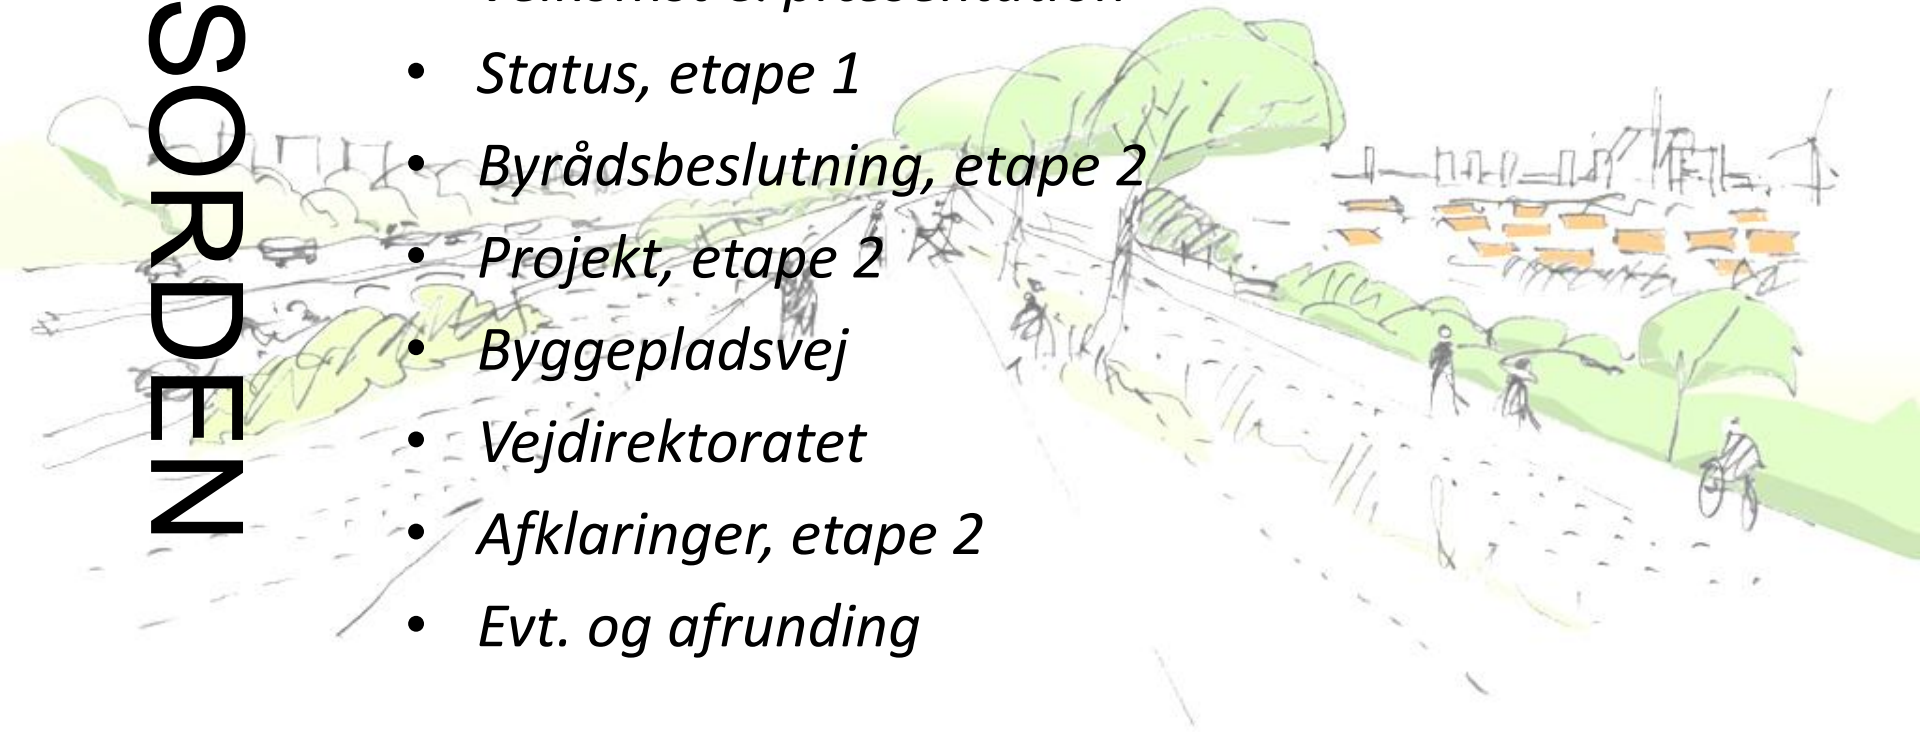 SORDEN
• Status, etape 1
• Byrådsbeslutning, etape 2
• Projekt, etape 2
• Byggepladsvej
• Vejdirektoratet
• Afklaringer, etape 2
• Evt. og afrunding